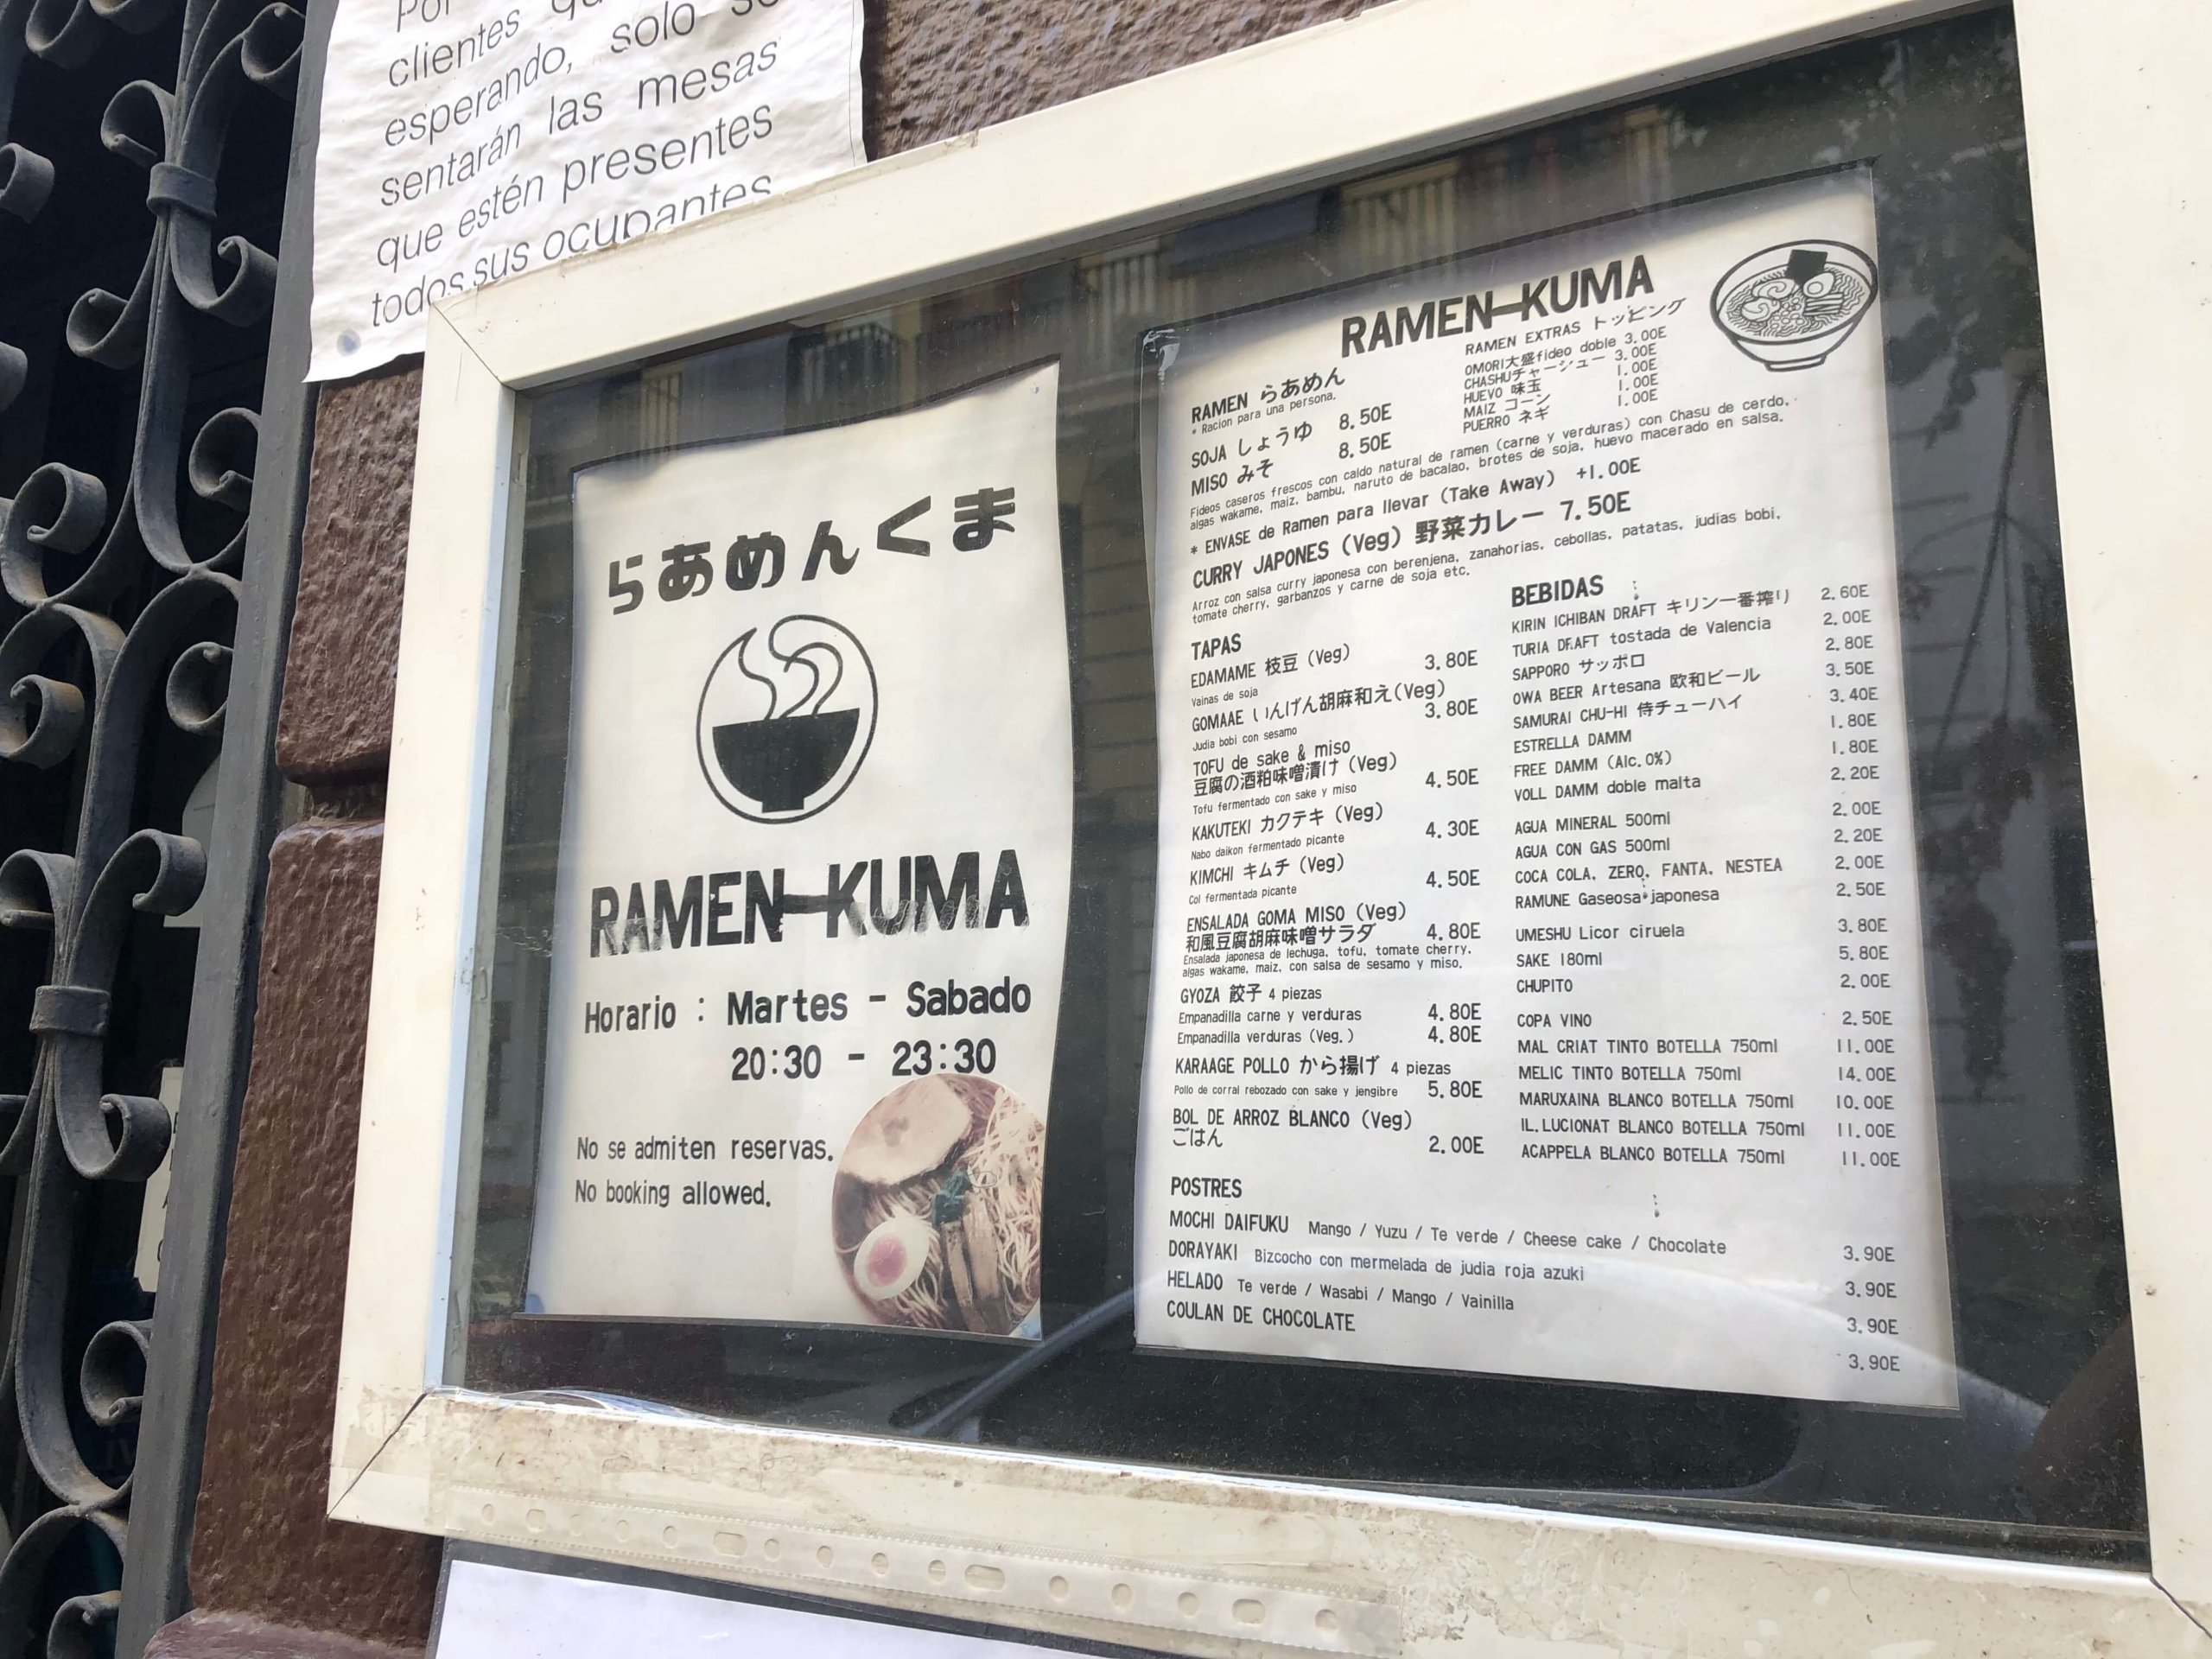 clientes
esperando, solo
sentarán las mesas
que estén presentes
todos sus ocupantes
らあめんくま
RAMEN-KUMA
Horario : Martes - Sabado
20:30 - 23:30
No se admiten reservas.
No booking allowed.
RAMEN-KUMA
RAMEN らあめん
* Racion para una persona.
SOJA しょうゆ 8.50E
MISO みそ 8.50E
RAMEN EXTRAS トッピング
OMORI大盛fideo doble 3.00E
CHASHUチャーシュー 3.00E
HUEVO 味玉 1.00E
MAIZ コーン 1.00E
PUERRO ネギ 1.00E
Fideos caseros frescos con caldo natural de ramen (carne y verduras) con Chasu de cerdo,
algas wakame, maiz, bambu, naruto de bacalao, brotes de soja, huevo macerado en salsa.
* ENVASE de Ramen para llevar (Take Away) +1.00E
CURRY JAPONES (Veg) 野菜カレー 7.50E
Arroz con salsa curry japonesa con berenjena, zanahorias, cebollas, patatas, judias bobi,
tomate cherry, garbanzos y carne de soja etc.
TAPAS
EDAMAME 枝豆 (Veg) 3.80E
Vainas de soja
GOMAAE いんげん胡麻和え(Veg) 3.80E
Judia bobi con sesamo
TOFU de sake & miso
豆腐の酒粕味噌漬け (Veg) 4.50E
Tofu fermentado con sake y miso
KAKUTEKI カクテキ (Veg) 4.30E
Nabo daikon fermentado picante
KIMCHI キムチ (Veg) 4.50E
Col fermentada picante
ENSALADA GOMA MISO (Veg)
和風豆腐胡麻味噌サラダ 4.80E
Ensalada japonesa de lechuga, tofu, tomate cherry,
algas wakame, maiz, con salsa de sesamo y miso.
GYOZA 餃子 4 piezas
Empanadilla carne y verduras 4.80E
Empanadilla verduras (Veg.) 4.80E
KARAAGE POLLO から揚げ 4 piezas
Pollo de corral rebozado con sake y jengibre 5.80E
BOL DE ARROZ BLANCO (Veg)
ごはん 2.00E
BEBIDAS :
KIRIN ICHIBAN DRAFT キリン一番搾り 2.60E
TURIA DRAFT tostada de Valencia 2.00E
SAPPORO サッポロ 2.80E
OWA BEER Artesana 欧和ビール 3.50E
SAMURAI CHU-HI 侍チューハイ 3.40E
ESTRELLA DAMM 1.80E
FREE DAMM (Alc.0%) 1.80E
VOLL DAMM doble malta 2.20E
AGUA MINERAL 500ml 2.00E
AGUA CON GAS 500ml 2.20E
COCA COLA, ZERO, FANTA, NESTEA 2.00E
RAMUNE Gaseosa japonesa 2.50E
UMESHU Licor ciruela 3.80E
SAKE 180ml 5.80E
CHUPITO 2.00E
COPA VINO 2.50E
MAL CRIAT TINTO BOTELLA 750ml 11.00E
MELIC TINTO BOTELLA 750ml 14.00E
MARUXAINA BLANCO BOTELLA 750ml 10.00E
IL.LUCIONAT BLANCO BOTELLA 750ml 11.00E
ACAPPELA BLANCO BOTELLA 750ml 11.00E
POSTRES
MOCHI DAIFUKU Mango / Yuzu / Te verde / Cheese cake / Chocolate 3.90E
DORAYAKI Bizcocho con mermelada de judia roja azuki 3.90E
HELADO Te verde / Wasabi / Mango / Vainilla 3.90E
COULAN DE CHOCOLATE 3.90E